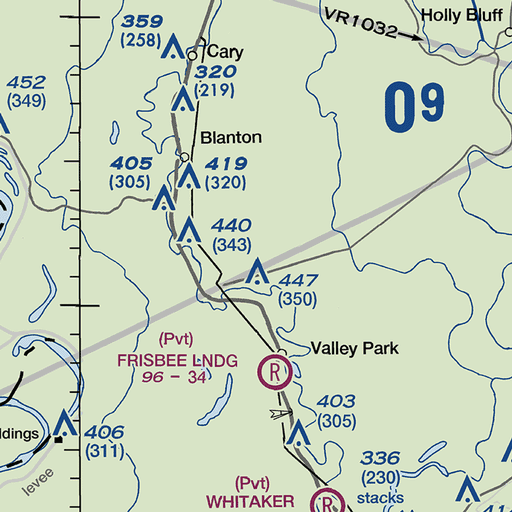 359
(258)
Cary
VR1032
Holly Bluff
320
(219)
452
(349)
09
Blanton
405
(305)
419
(320)
440
(343)
447
(350)
(Pvt)
FRISBEE LNDG
96 - 34
R
Valley Park
403
(305)
406
(311)
ldings
levee
336
(230)
stacks
(Pvt)
WHITAKER
R